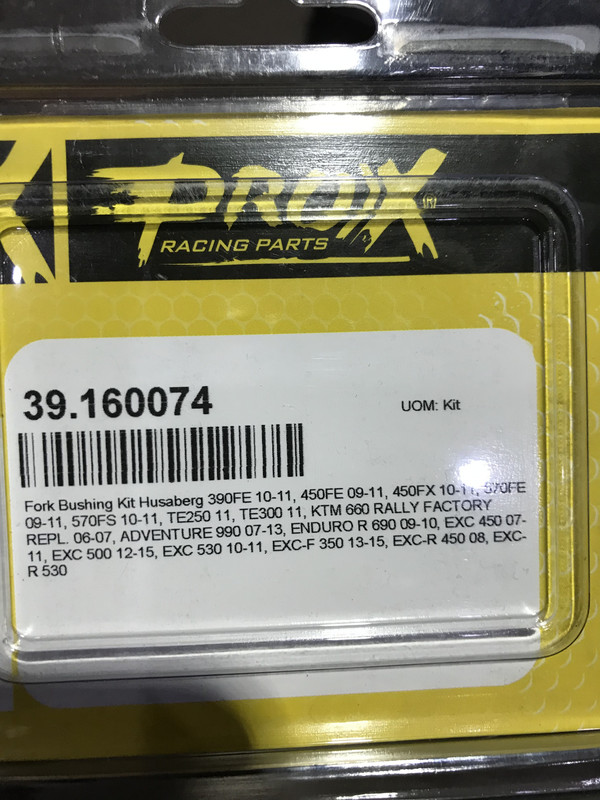 PRO X ®
RACING PARTS
39.160074
UOM: Kit
Fork Bushing Kit Husaberg 390FE 10-11, 450FE 09-11, 450FX 10-11, 570FE
09-11, 570FS 10-11, TE250 11, TE300 11, KTM 660 RALLY FACTORY
REPL. 06-07, ADVENTURE 990 07-13, ENDURO R 690 09-10, EXC 450 07-
11, EXC 500 12-15, EXC 530 10-11, EXC-F 350 13-15, EXC-R 450 08, EXC-
R 530